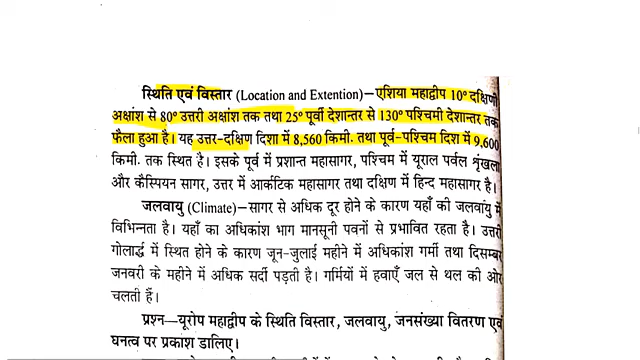 स्थिति एवं विस्तार (Location and Extention)–एशिया महाद्वीप 10° दक्षिणी
अक्षांश से 80° उत्तरी अक्षांश तक तथा 25° पूर्वी देशान्तर से 130° पश्चिमी देशान्तर तक
फैला हुआ है। यह उत्तर-दक्षिण दिशा में 8,560 किमी. तथा पूर्व-पश्चिम दिश में 9,600
किमी. तक स्थित है। इसके पूर्व में प्रशान्त महासागर, पश्चिम में यूराल पर्वल शृंखला
और कैस्पियन सागर, उत्तर में आर्कटिक महासागर तथा दक्षिण में हिन्द महासागर है।
जलवायु (Climate)–सागर से अधिक दूर होने के कारण यहाँ की जलवायु में
विभिन्नता है। यहाँ का अधिकांश भाग मानसूनी पवनों से प्रभावित रहता है। उत्तरी
गोलार्द्ध में स्थित होने के कारण जून-जुलाई महीने में अधिकांश गर्मी तथा दिसम्बर
जनवरी के महीने में अधिक सर्दी पड़ती है। गर्मियों में हवाएँ जल से थल की ओर
चलती हैं।
प्रश्न–यूरोप महाद्वीप के स्थिति विस्तार, जलवायु, जनसंख्या वितरण एवं
घनत्व पर प्रकाश डालिए।